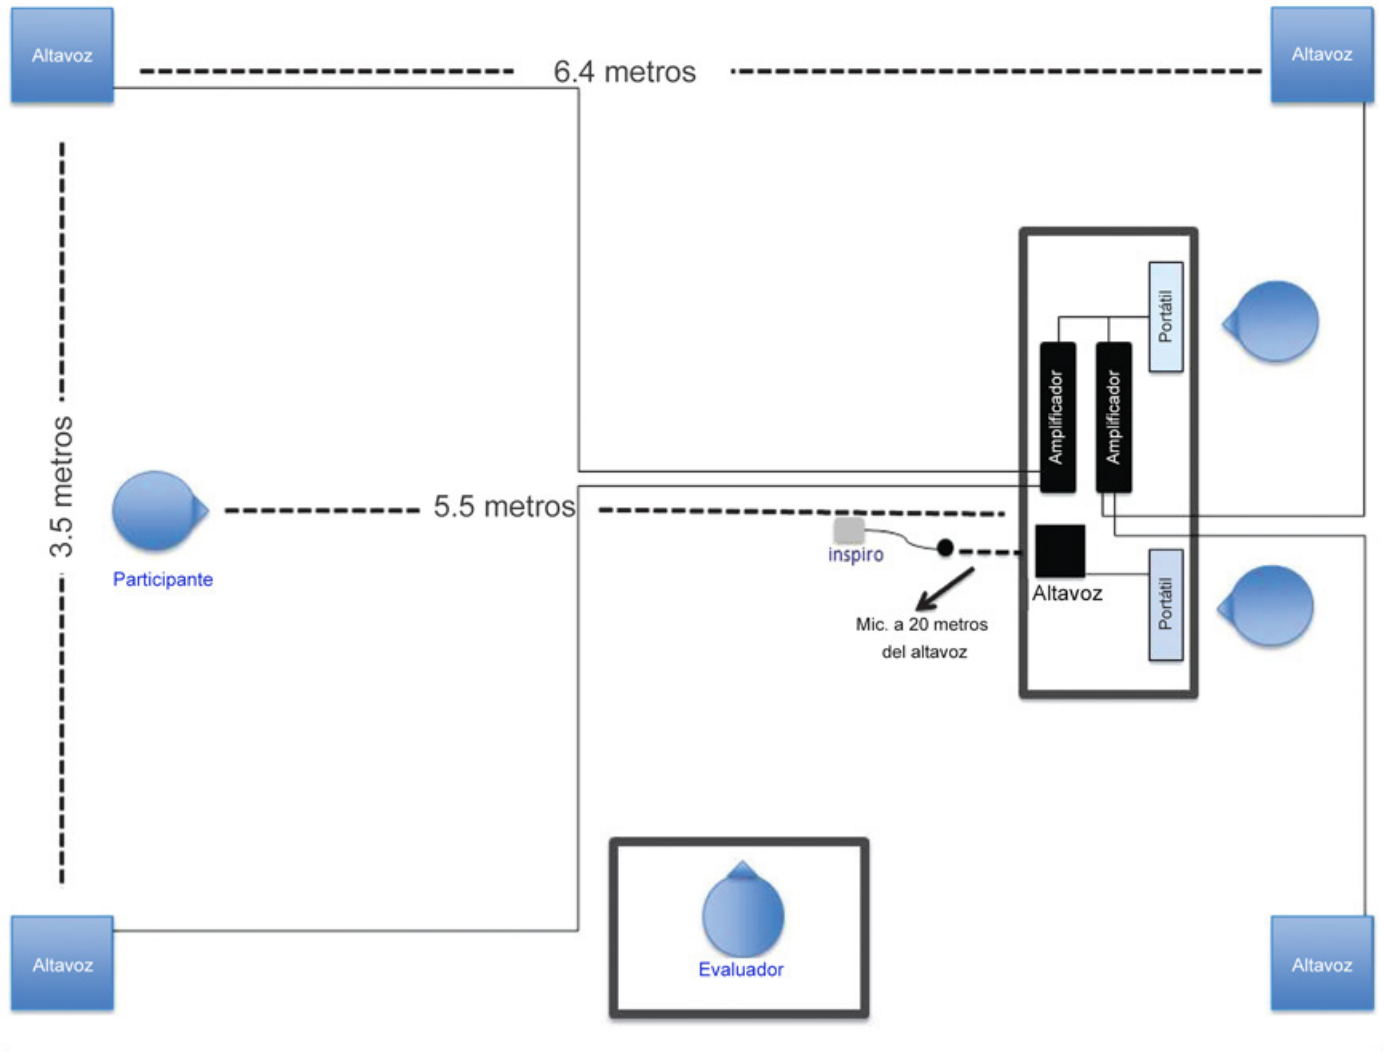 Altavoz
6.4 metros
Altavoz
3.5 metros
Portátil
Amplificador
Amplificador
5.5 metros
Participante
inspiro
Altavoz
Portátil
Mic. a 20 metros
del altavoz
Altavoz
Evaluador
Altavoz